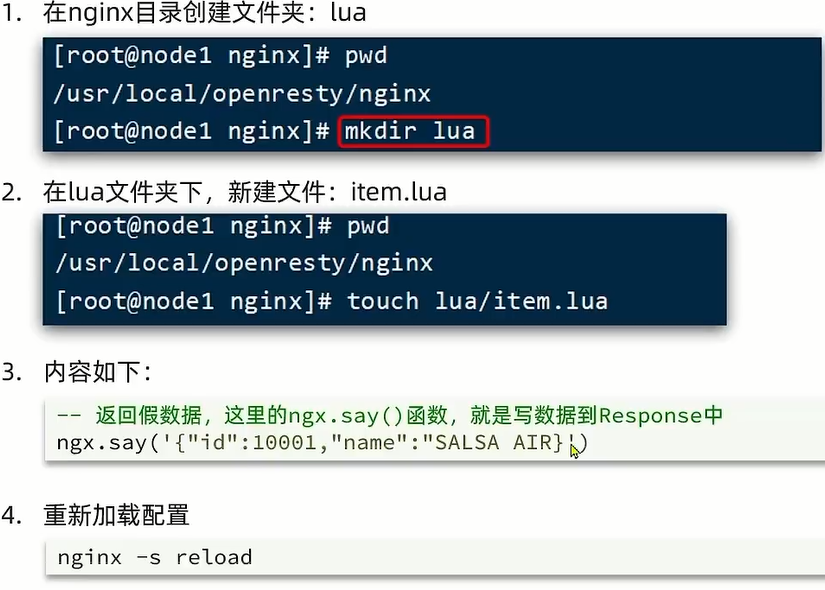 1. 在nginx目录创建文件夹：lua
[root@node1 nginx]# pwd
/usr/local/openresty/nginx
[root@node1 nginx]# mkdir lua
2. 在lua文件夹下，新建文件：item.lua
[root@node1 nginx]# pwd
/usr/local/openresty/nginx
[root@node1 nginx]# touch lua/item.lua
3. 内容如下：
-- 返回假数据，这里的ngx.say()函数，就是写数据到Response中
ngx.say('{"id":10001,"name":"SALSA AIR}')
4. 重新加载配置
nginx -s reload